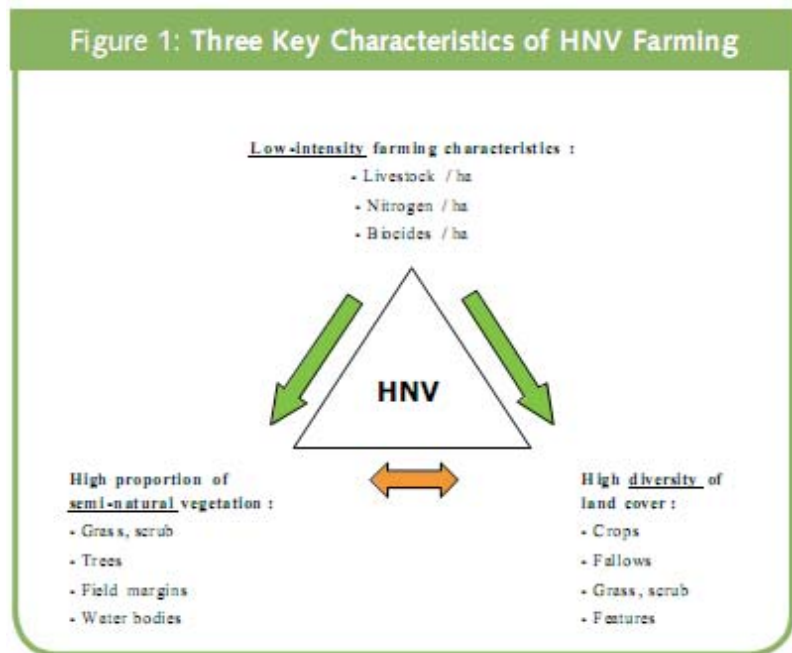 Figure 1: Three Key Characteristics of HNV Farming
Low-intensity farming characteristics :
- Livestock / ha
- Nitrogen / ha
- Biocides / ha
HNV
High proportion of
semi-natural vegetation :
- Grass, scrub
- Trees
- Field margins
- Water bodies
High diversity of
land cover :
- Crops
- Fallows
- Grass, scrub
- Features